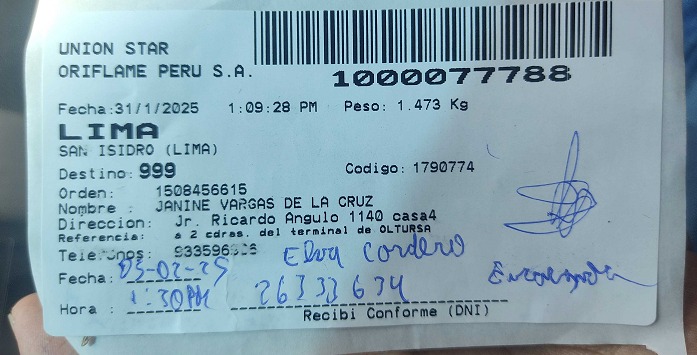 UNION STAR
ORIFLAME PERU S.A.
1000077788
Fecha:31/1/2025 1:09:28 PM Peso: 1.473 Kg
LIMA
SAN ISIDRO (LIMA)
Destino: 999 Codigo: 1790774
Orden: 1508456615
Nombre : JANINE VARGAS DE LA CRUZ
Direccion: Jr. Ricardo Angulo 1140 casa4
Referencia: a 2 cdras. del terminal de OLTURSA
Telefonos: Elva Cordero
Fecha: 03-02-25
Hora : 1:30PM 26333634
Recibi Conforme (DNI)